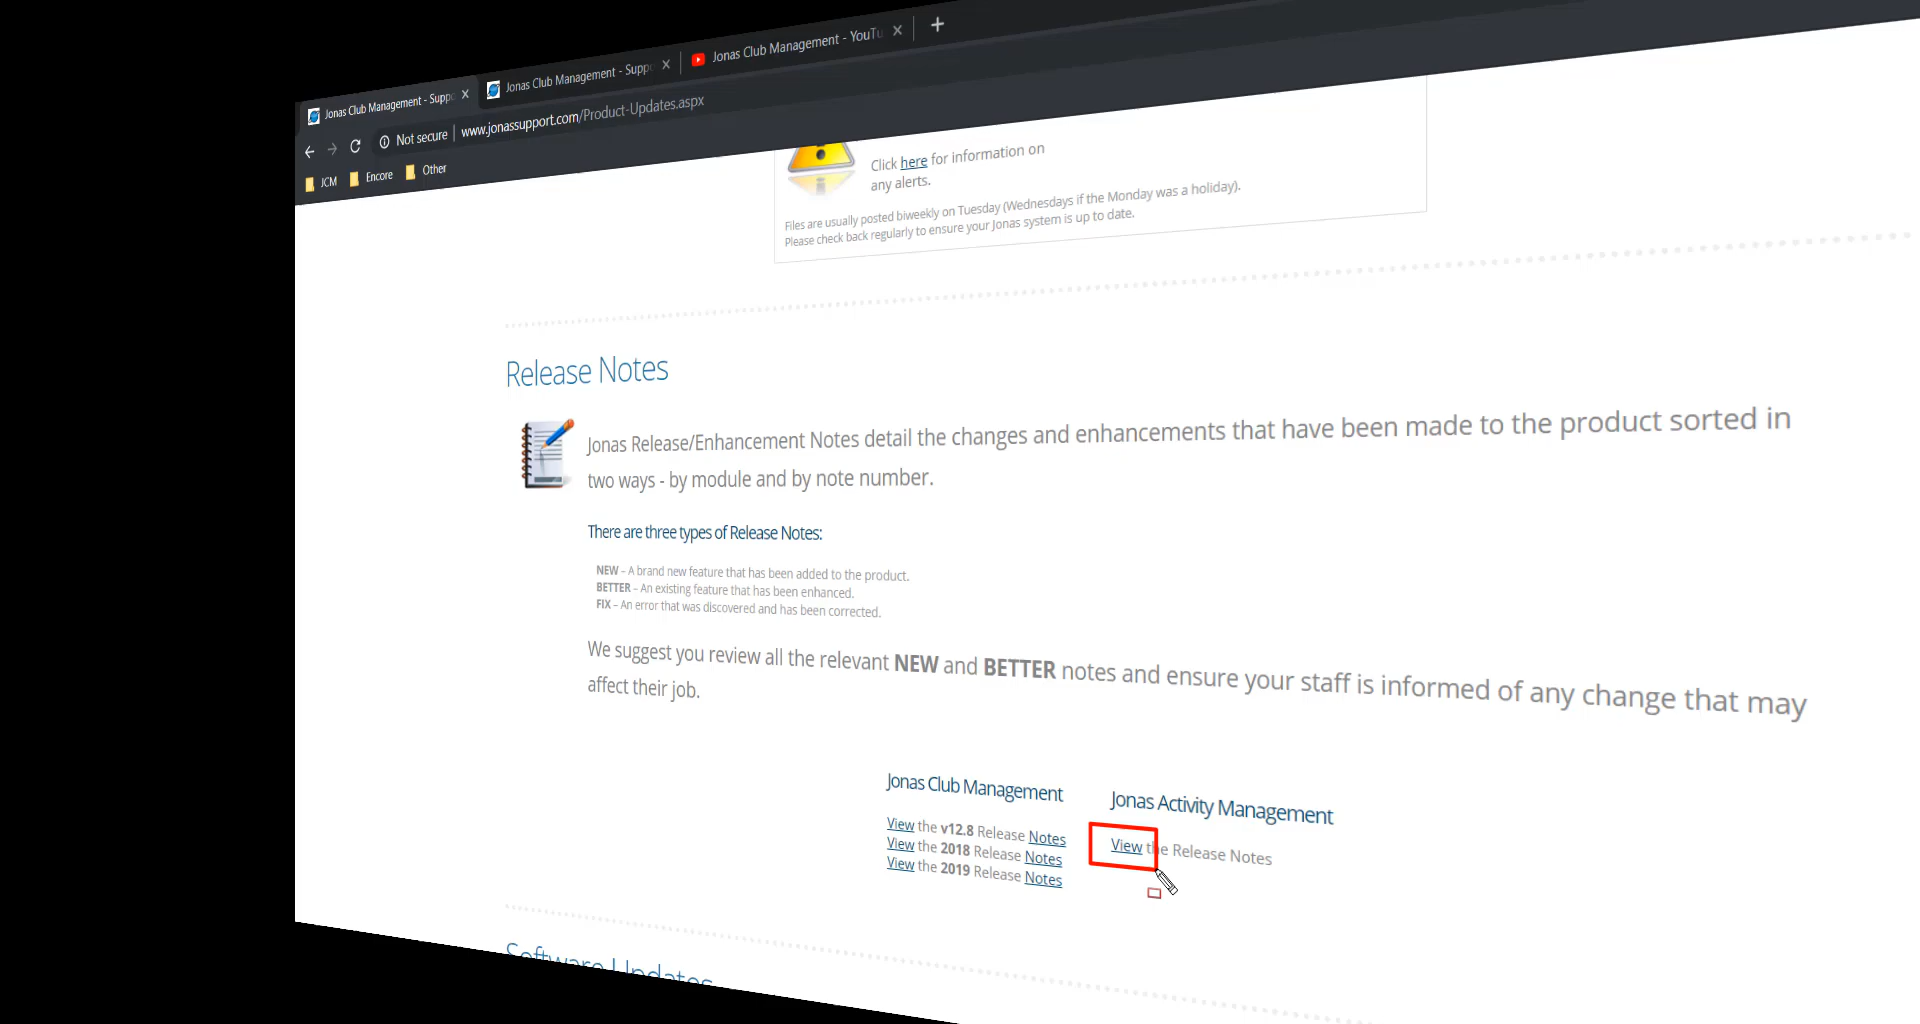 Jonas Club Management - Supp
Jonas Club Management - Supp
Jonas Club Management - YouTu
Not secure | www.jonassupport.com/Product-Updates.aspx
JCM
Encore
Other
Click here for information on
any alerts.
Files are usually posted biweekly on Tuesday (Wednesdays if the Monday was a holiday).
Please check back regularly to ensure your Jonas system is up to date.
Release Notes
Jonas Release/Enhancement Notes detail the changes and enhancements that have been made to the product sorted in
two ways - by module and by note number.
There are three types of Release Notes:
NEW – A brand new feature that has been added to the product.
BETTER – An existing feature that has been enhanced.
FIX – An error that was discovered and has been corrected.
We suggest you review all the relevant NEW and BETTER notes and ensure your staff is informed of any change that may
affect their job.
Jonas Club Management
View the v12.8 Release Notes
View the 2018 Release Notes
View the 2019 Release Notes
Jonas Activity Management
View the Release Notes
Software Updates